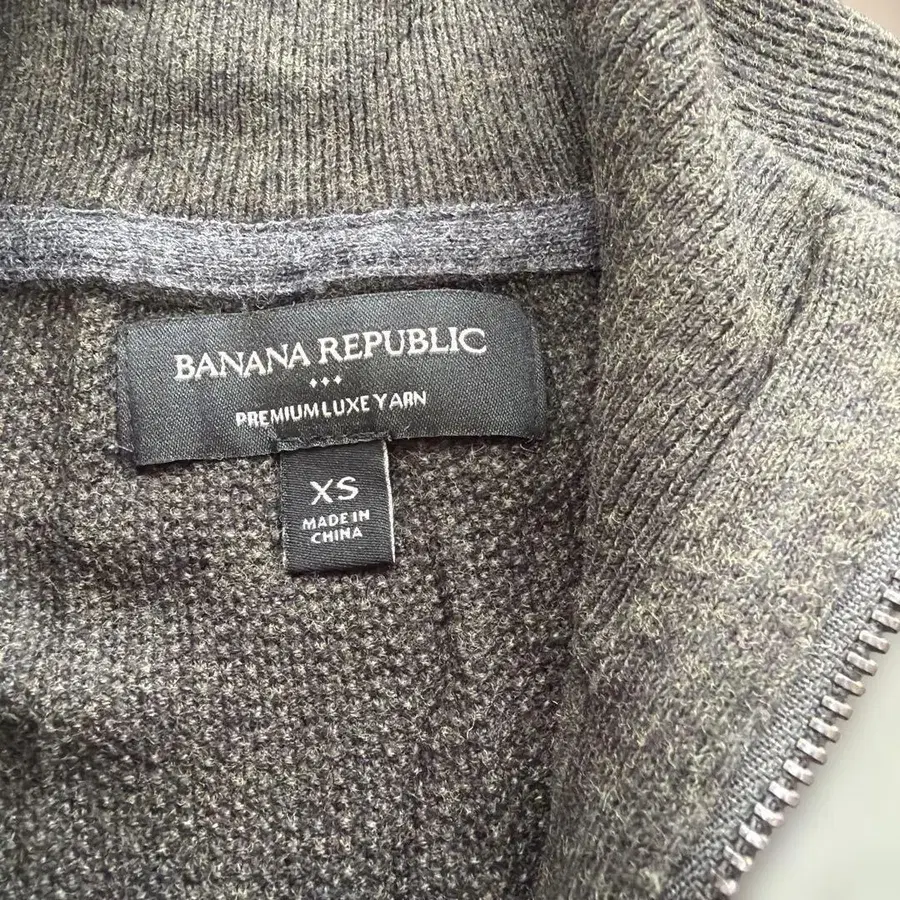 BANANA REPUBLIC
PREMIUM LUXE YARN
XS
MADE IN
CHINA